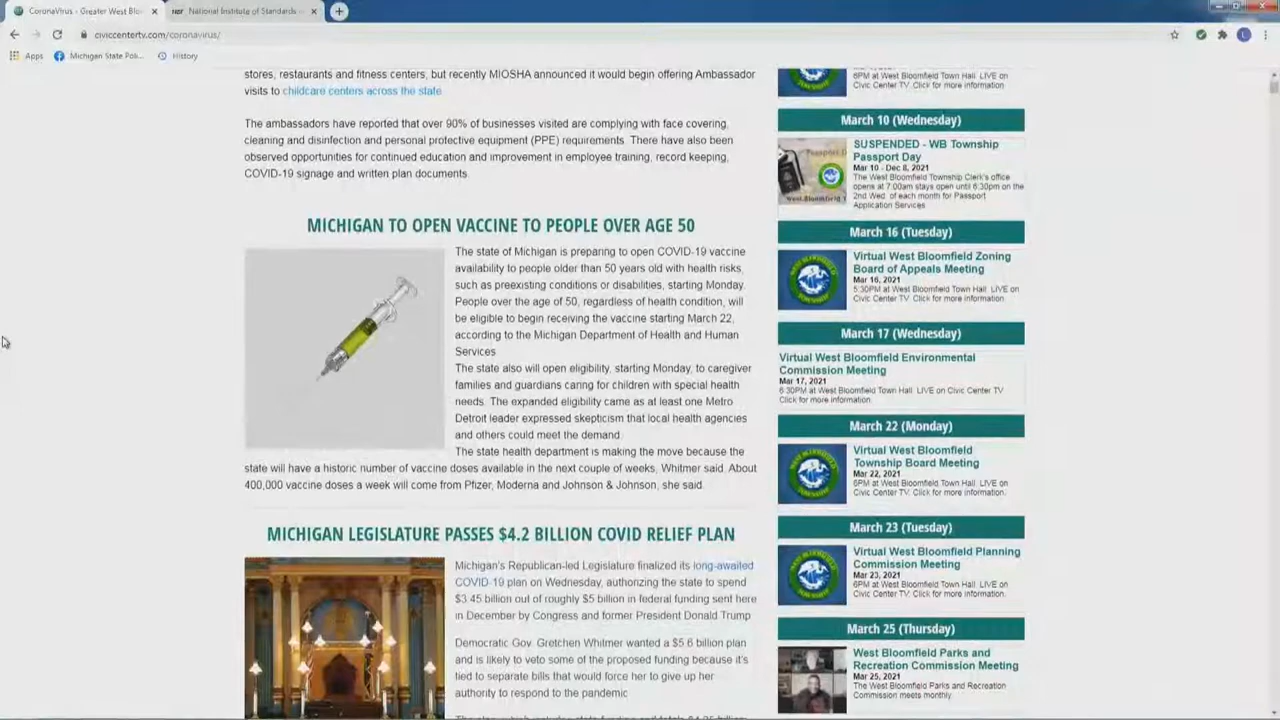 CoronaVirus - Greater West Blo
National Institute of Standards
civiccentertv.com/coronavirus/
Apps
Michigan State Poli...
History
stores, restaurants and fitness centers, but recently MIOSHA announced it would begin offering Ambassador
visits to childcare centers across the state.
The ambassadors have reported that over 90% of businesses visited are complying with face covering,
cleaning and disinfection and personal protective equipment (PPE) requirements. There have also been
observed opportunities for continued education and improvement in employee training, record keeping,
COVID-19 signage and written plan documents.
MICHIGAN TO OPEN VACCINE TO PEOPLE OVER AGE 50
The state of Michigan is preparing to open COVID-19 vaccine
availability to people older than 50 years old with health risks,
such as preexisting conditions or disabilities, starting Monday.
People over the age of 50, regardless of health condition, will
be eligible to begin receiving the vaccine starting March 22,
according to the Michigan Department of Health and Human
Services
The state also will open eligibility, starting Monday, to caregiver
families and guardians caring for children with special health
needs. The expanded eligibility came as at least one Metro
Detroit leader expressed skepticism that local health agencies
and others could meet the demand.
The state health department is making the move because the
state will have a historic number of vaccine doses available in the next couple of weeks, Whitmer said. About
400,000 vaccine doses a week will come from Pfizer, Moderna and Johnson & Johnson, she said.
MICHIGAN LEGISLATURE PASSES $4.2 BILLION COVID RELIEF PLAN
Michigan's Republican-led Legislature finalized its long-awaited
COVID-19 plan on Wednesday, authorizing the state to spend
$3.45 billion out of roughly $5 billion in federal funding sent here
in December by Congress and former President Donald Trump
Democratic Gov. Gretchen Whitmer wanted a $5.6 billion plan
and is likely to veto some of the proposed funding because it's
tied to separate bills that would force her to give up her
authority to respond to the pandemic
6PM at West Bloomfield Town Hall. LIVE on
Civic Center TV. Click for more information
March 10 (Wednesday)
SUSPENDED - WB Township
Passport Day
Mar 10 - Dec 8, 2021
The West Bloomfield Township Clerk's office
opens at 7:00am stays open until 6:30pm on the
2nd Wed. of each month for Passport
Application Services
March 16 (Tuesday)
Virtual West Bloomfield Zoning
Board of Appeals Meeting
Mar 16, 2021
5:30PM at West Bloomfield Town Hall. LIVE on
Civic Center TV. Click for more information
March 17 (Wednesday)
Virtual West Bloomfield Environmental
Commission Meeting
Mar 17, 2021
6:30PM at West Bloomfield Town Hall. LIVE on Civic Center TV.
Click for more information.
March 22 (Monday)
Virtual West Bloomfield
Township Board Meeting
Mar 22, 2021
6PM at West Bloomfield Town Hall. LIVE on
Civic Center TV. Click for more information.
March 23 (Tuesday)
Virtual West Bloomfield Planning
Commission Meeting
Mar 23, 2021
6PM at West Bloomfield Town Hall. LIVE on
Civic Center TV. Click for more information.
March 25 (Thursday)
West Bloomfield Parks and
Recreation Commission Meeting
Mar 25, 2021
The West Bloomfield Parks and Recreation
Commission meets monthly.